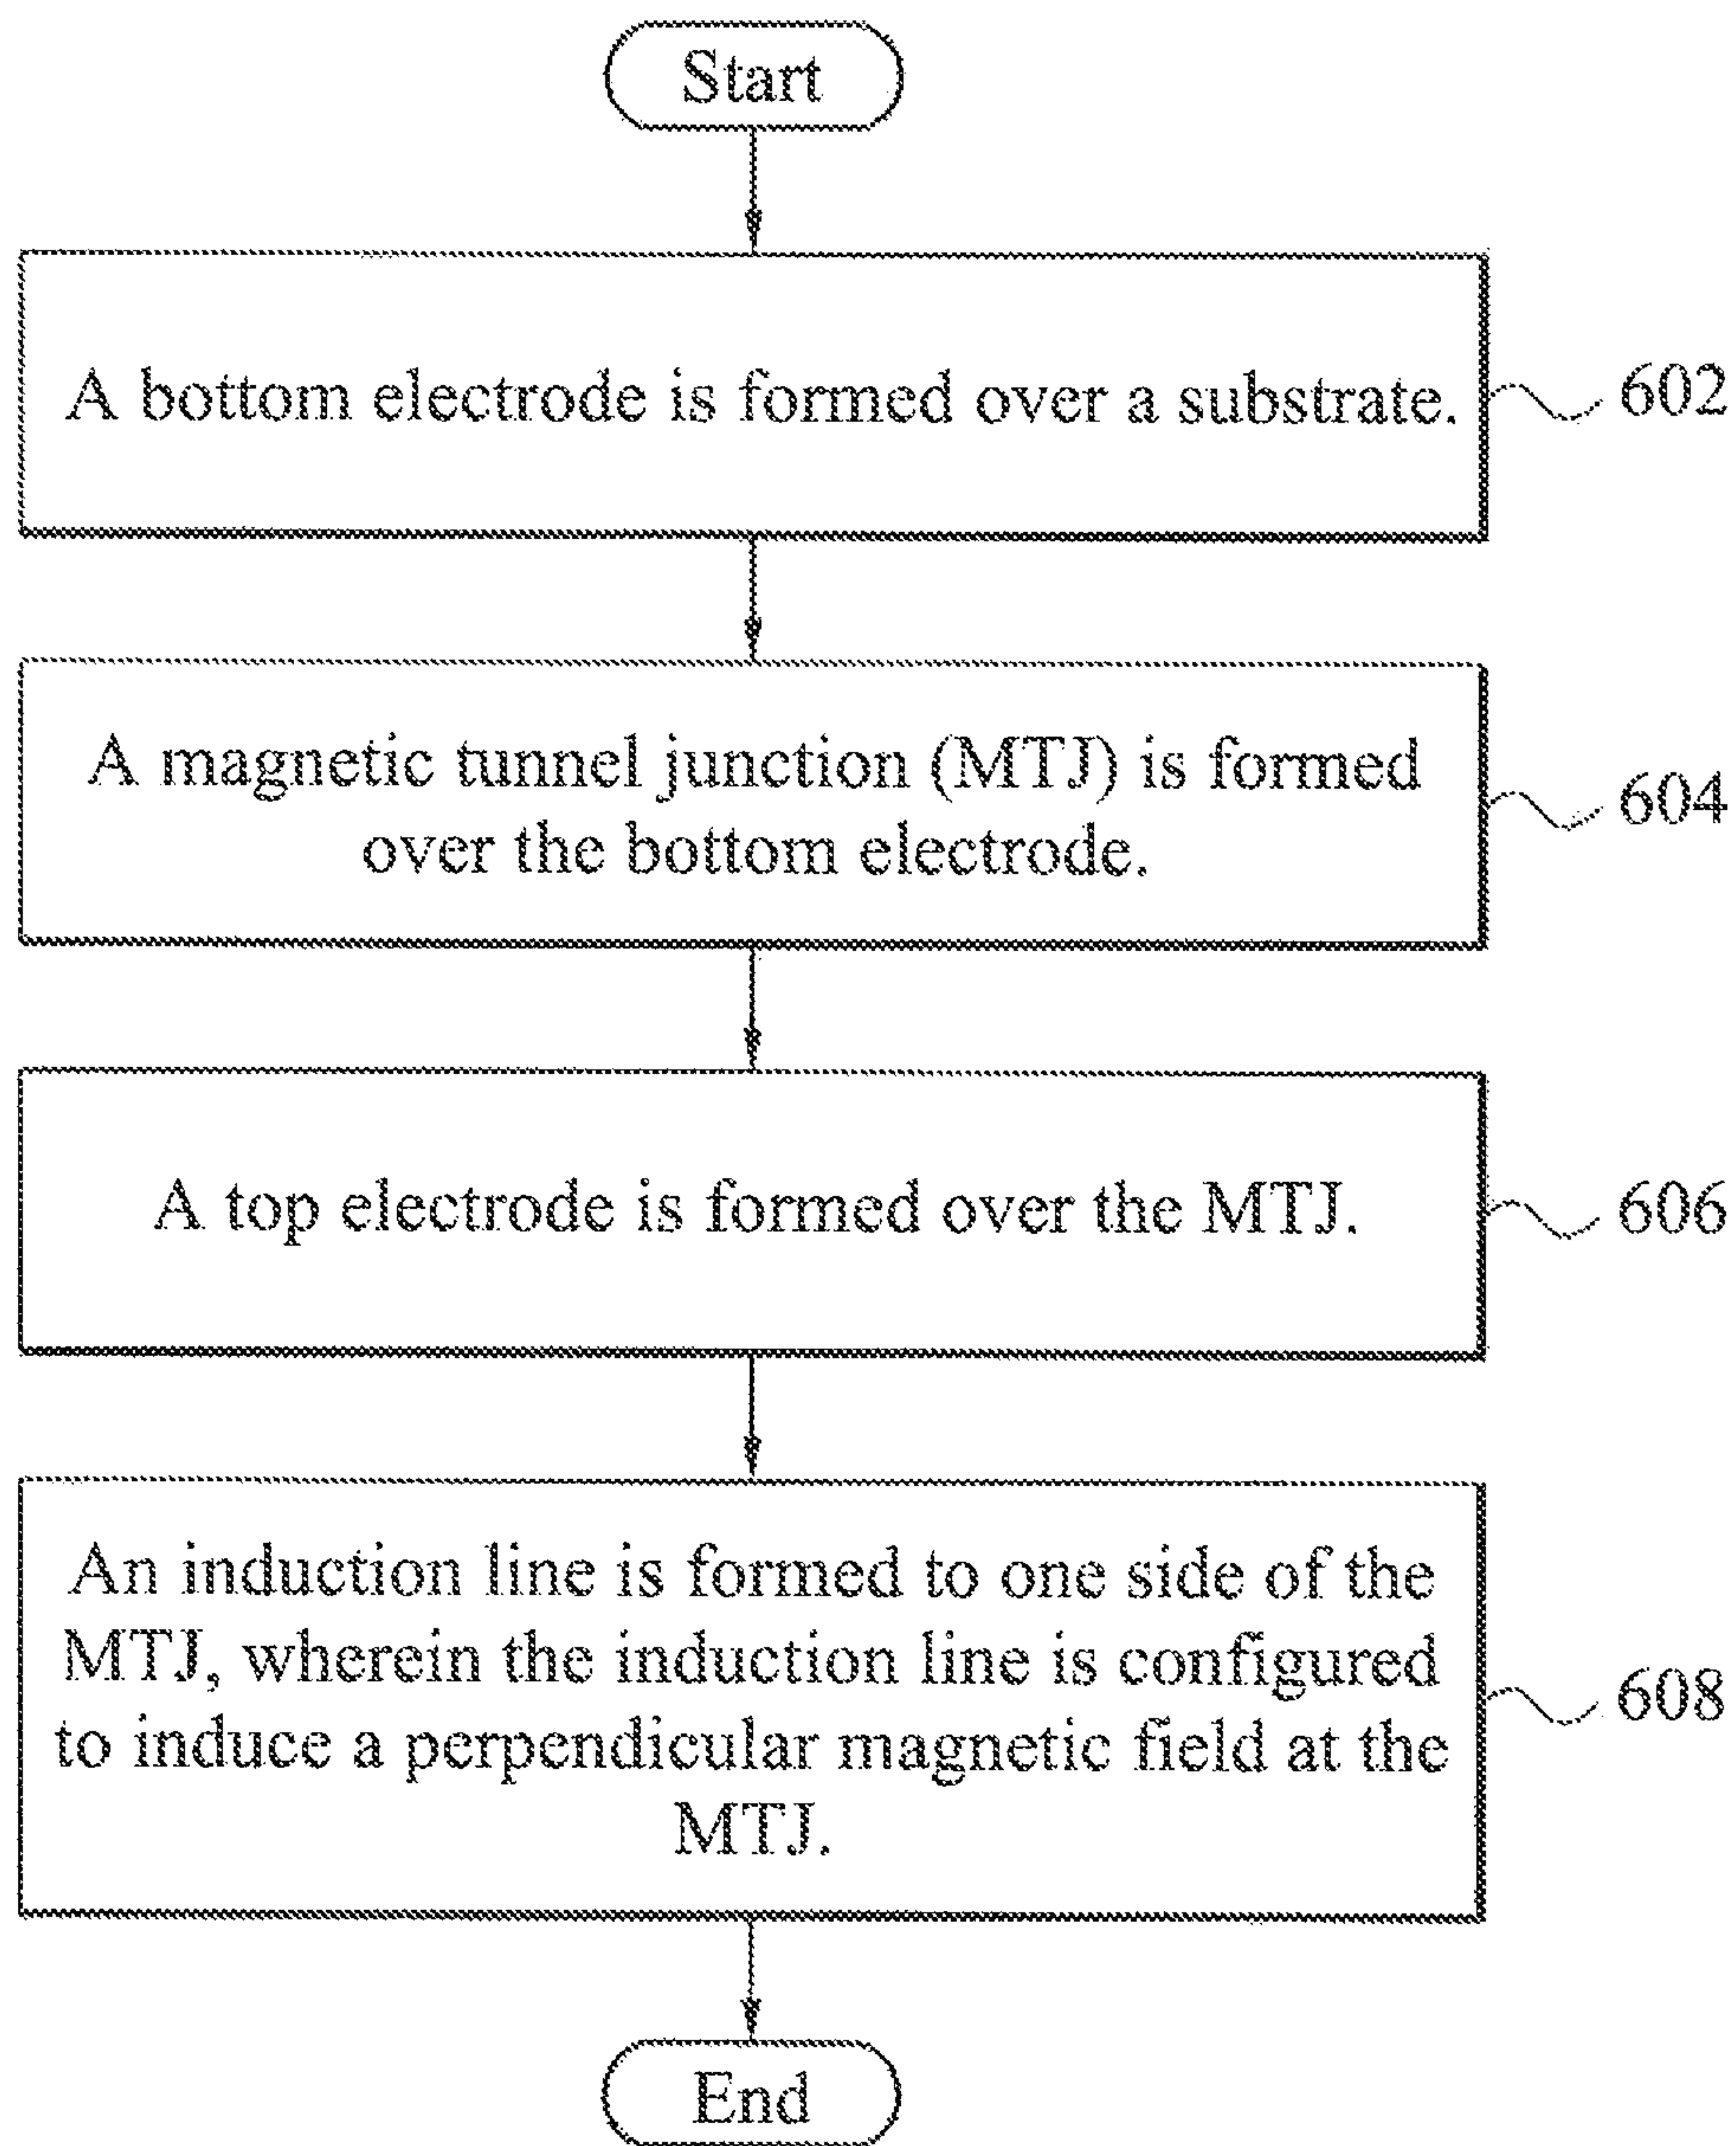 Start
A bottom electrode is formed over a substrate.
602
A magnetic tunnel junction (MTJ) is formed
over the bottom electrode.
604
A top electrode is formed over the MTJ.
606
An induction line is formed to one side of the
MTJ, wherein the induction line is configured
to induce a perpendicular magnetic field at the
MTJ.
608
End